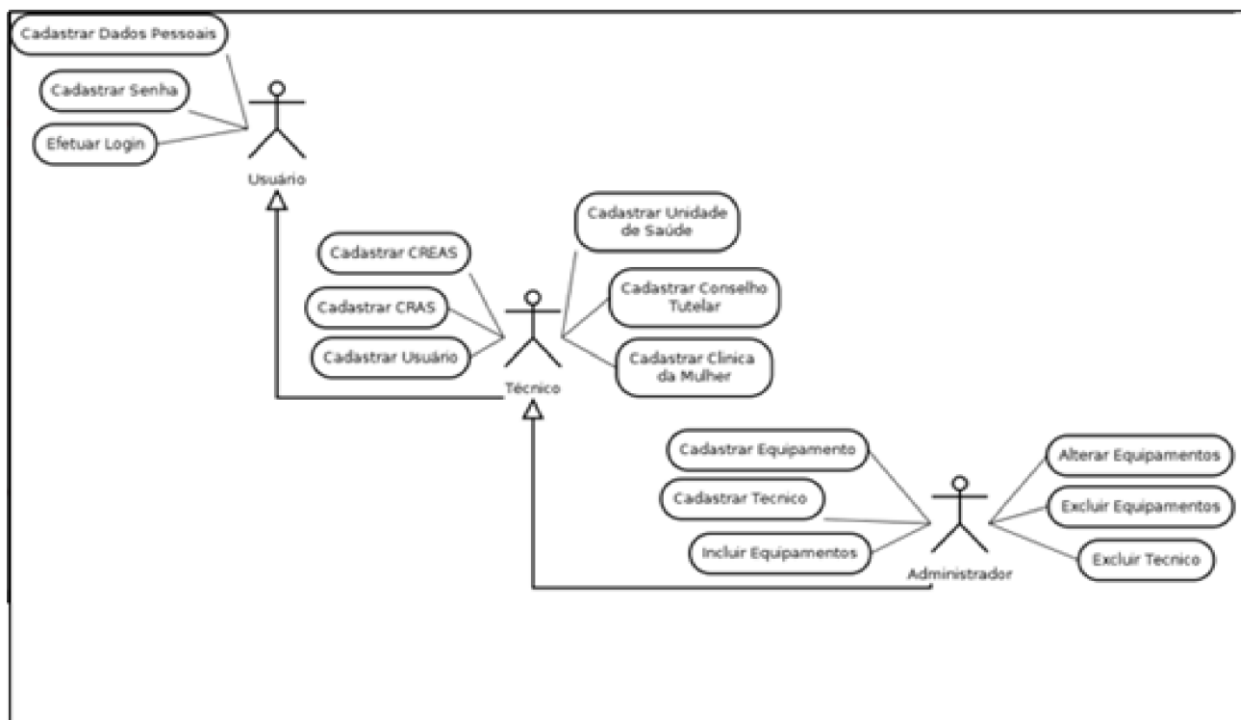 Cadastrar Dados Pessoais
Cadastrar Senha
Efetuar Login
Usuário
Cadastrar Unidade
de Saúde
Cadastrar CREAS
Cadastrar Conselho
Tutelar
Cadastrar CRAS
Cadastrar Usuário
Cadastrar Clinica
da Mulher
Técnico
Cadastrar Equipamento
Alterar Equipamentos
Cadastrar Tecnico
Excluir Equipamentos
Incluir Equipamentos
Excluir Tecnico
Administrador